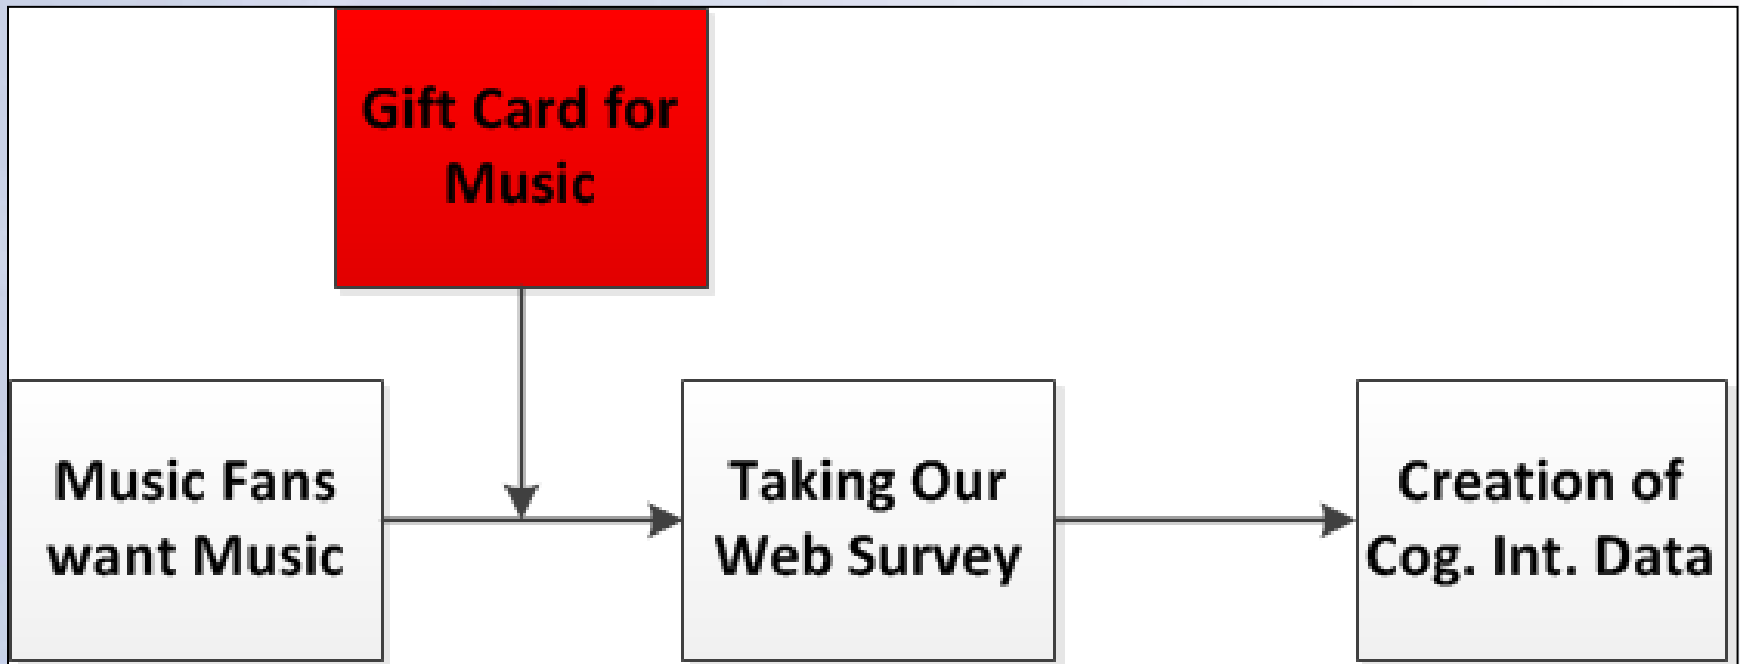 Gift Card for
Music
Music Fans
want Music
Taking Our
Web Survey
Creation of
Cog. Int. Data